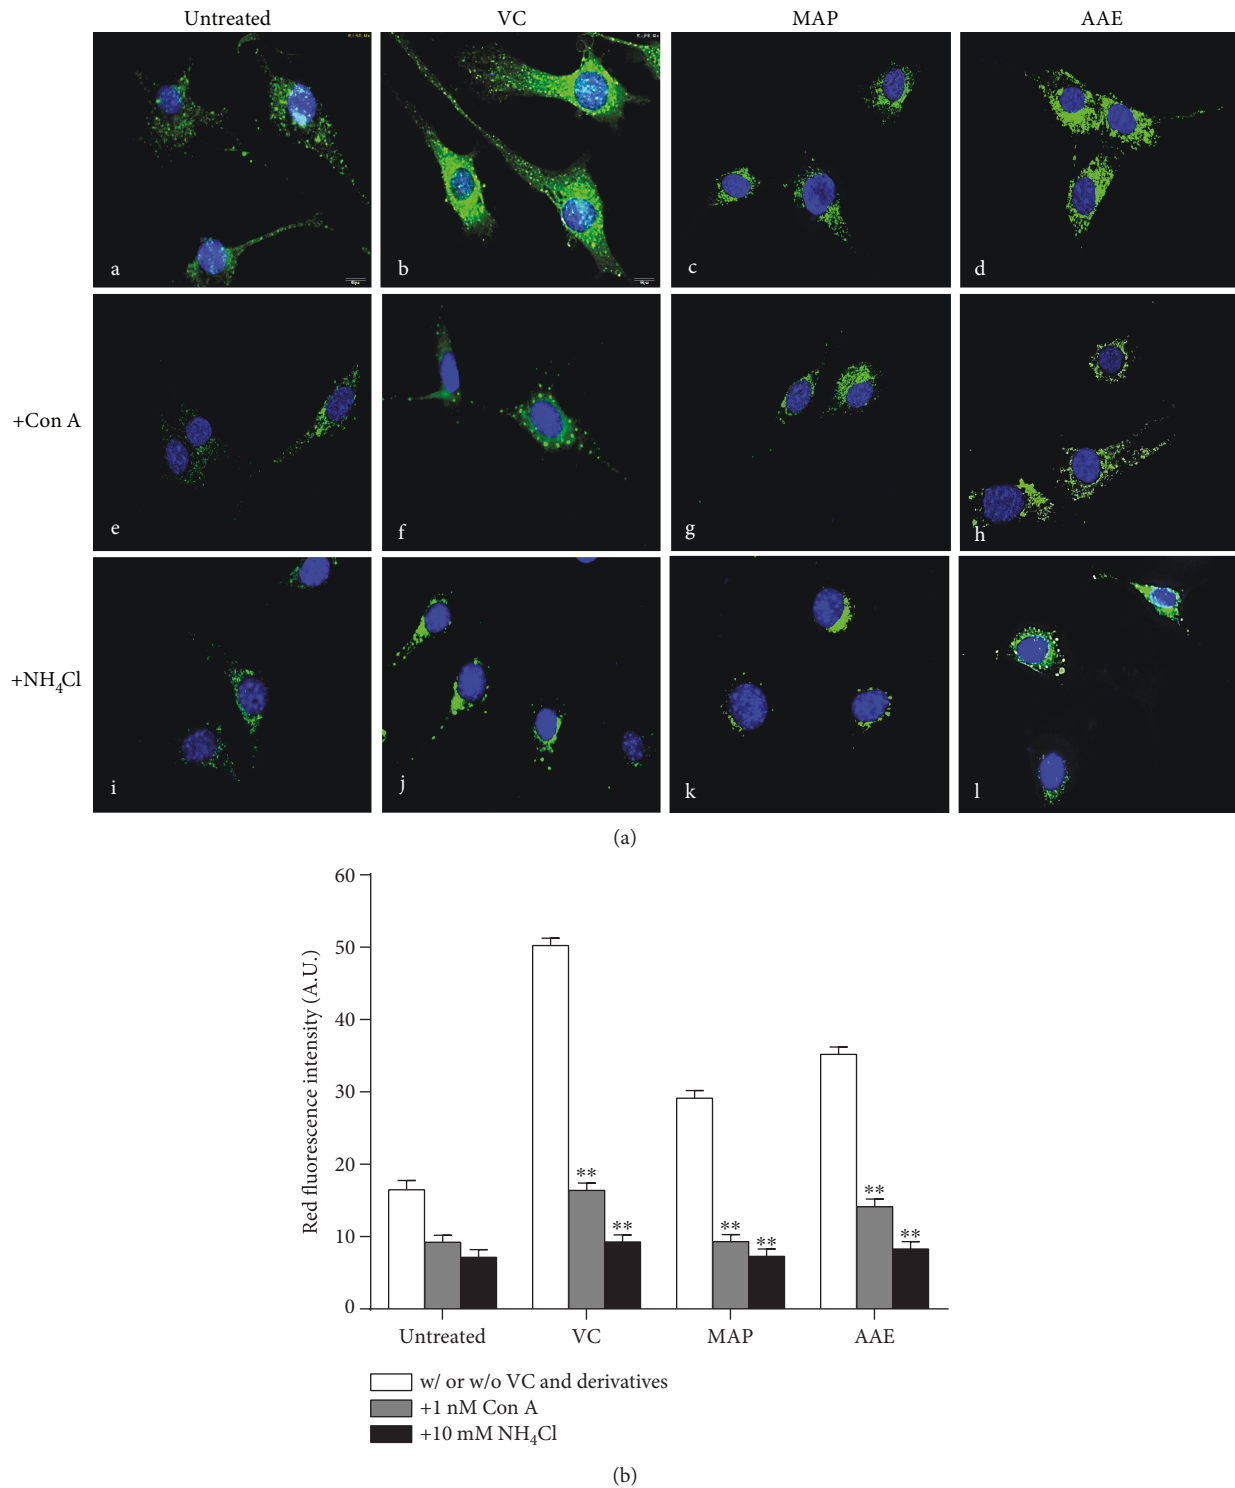 Untreated VC MAP AAE
a b c d
+Con A
e f g h
+NH₄Cl
i j k l
(a)
Red fluorescence intensity (A.U.)
60
50
40
30
20
10
0
** ** ** ** ** **
Untreated VC MAP AAE
w/ or w/o VC and derivatives
+1 nM Con A
+10 mM NH₄Cl
(b)